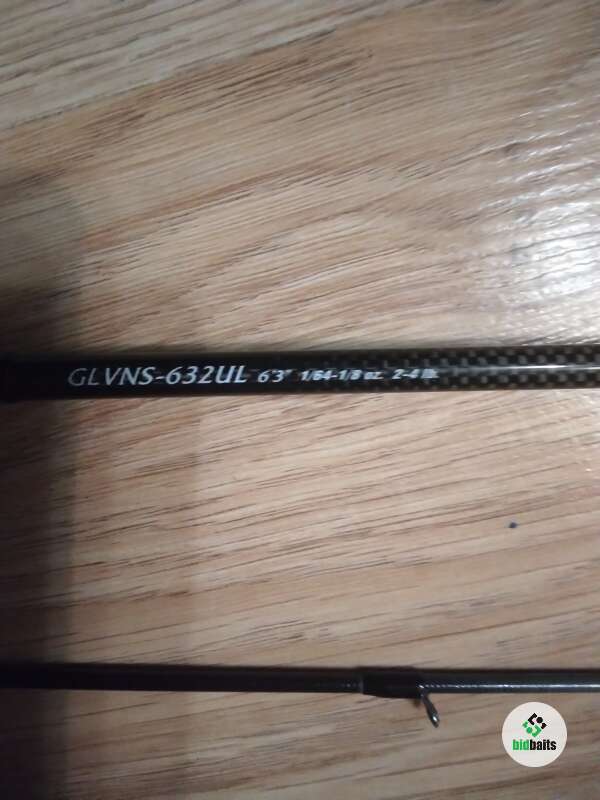 GLVNS-632UL 6'3" 1/64-1/8 oz. 2-4 lb.
bidbaits